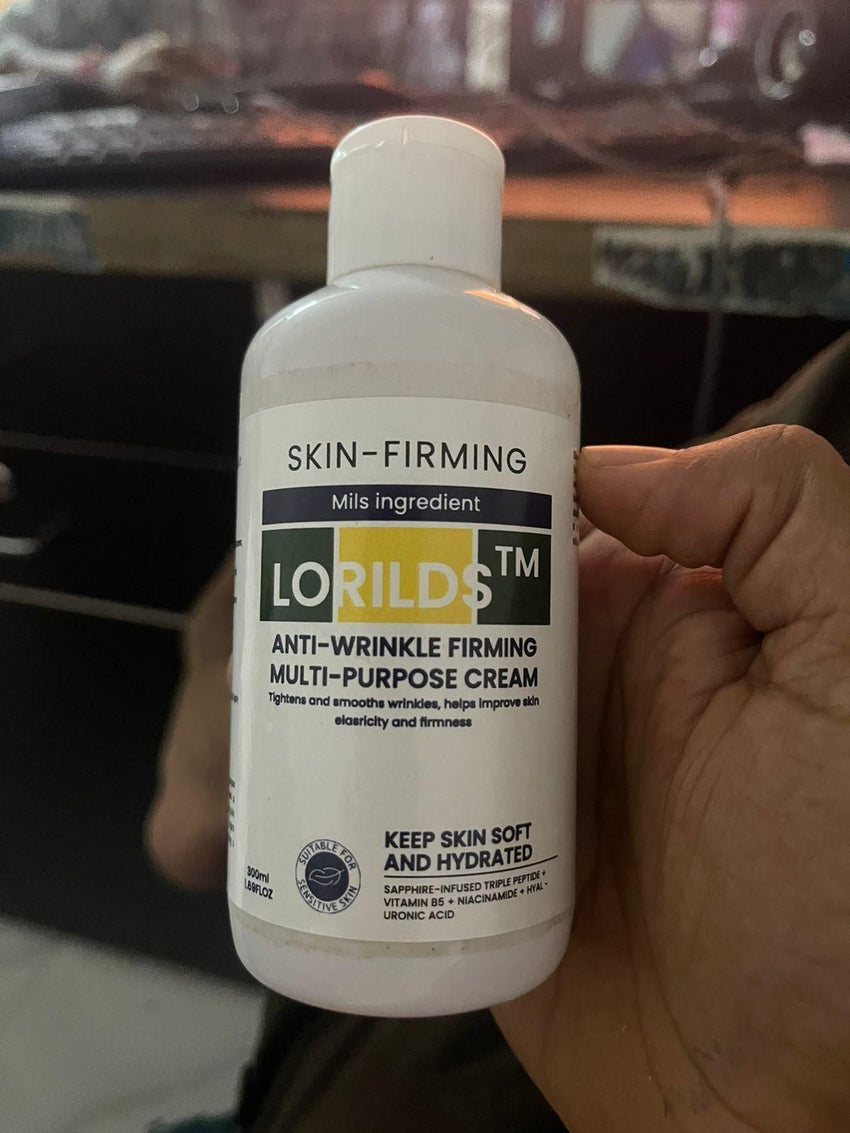 SKIN-FIRMING
Mils ingredient
LORILDS™
ANTI-WRINKLE FIRMING
MULTI-PURPOSE CREAM
Tightens and smooths wrinkles, helps improve skin
elasricity and firmness
300ml
1.69FLOZ
SUITABLE FOR
SENSITIVE SKIN
KEEP SKIN SOFT
AND HYDRATED
SAPPHIRE-INFUSED TRIPLE PEPTIDE +
VITAMIN B5 + NIACINAMIDE + HYAL -
URONIC ACID